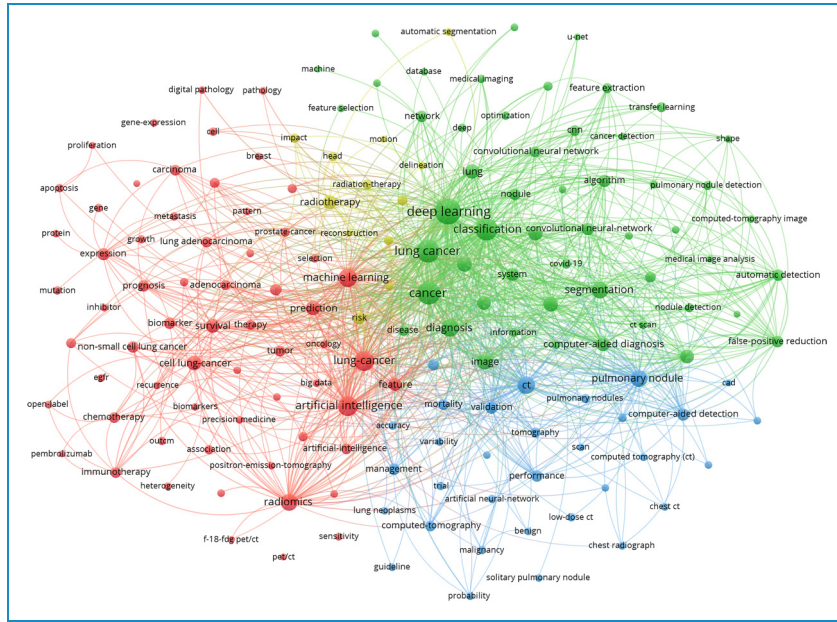 automatic segmentation
u-net
machine
database
medical imaging
feature extraction
digital pathology
pathology
feature selection
network
optimization
transfer learning
gene-expression
cell
impact
motion
deep
cnn
cancer detection
shape
proliferation
breast
head
delineation
convolutional neural network
carcinoma
lung
apoptosis
radiation-therapy
nodule
algorithm
pulmonary nodule detection
gene
radiotherapy
metastasis
pattern
deep learning
computed-tomography image
protein
growth
lung adenocarcinoma
prostate-cancer
reconstruction
classification
convolutional neural-network
expression
selection
lung cancer
covid-19
medical image analysis
mutation
prognosis
adenocarcinoma
machine learning
system
automatic detection
inhibitor
prediction
cancer
segmentation
nodule detection
biomarker
survival therapy
risk
disease
diagnosis
information
ct scan
non-small cell lung cancer
tumor
oncology
computer-aided diagnosis
false-positive reduction
cell lung-cancer
lung-cancer
image
egfr
recurrence
big data
feature
ct
pulmonary nodule
cad
open-label
biomarkers
artificial intelligence
mortality
validation
pulmonary nodules
computer-aided detection
chemotherapy
precision medicine
accuracy
outcm
association
artificial-intelligence
variability
tomography
scan
pembrolizumab
immunotherapy
positron-emission-tomography
management
computed tomography (ct)
heterogeneity
trial
performance
radiomics
lung neoplasms
artificial neural-network
chest ct
computed-tomography
low-dose ct
f-18-fdg pet/ct
sensitivity
benign
chest radiograph
pet/ct
malignancy
guideline
solitary pulmonary nodule
probability